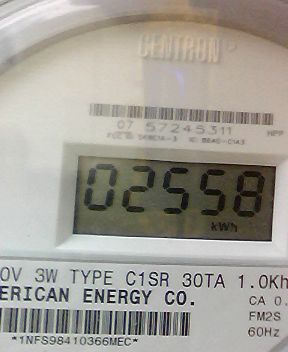 CENTRON
07 57245311
HPP
02558
kWh
0V 3W TYPE C1SR 30TA 1.0Kh
ERICAN ENERGY CO.
CA 0.
FM2S
60Hz
*1NFS98410366MEC*